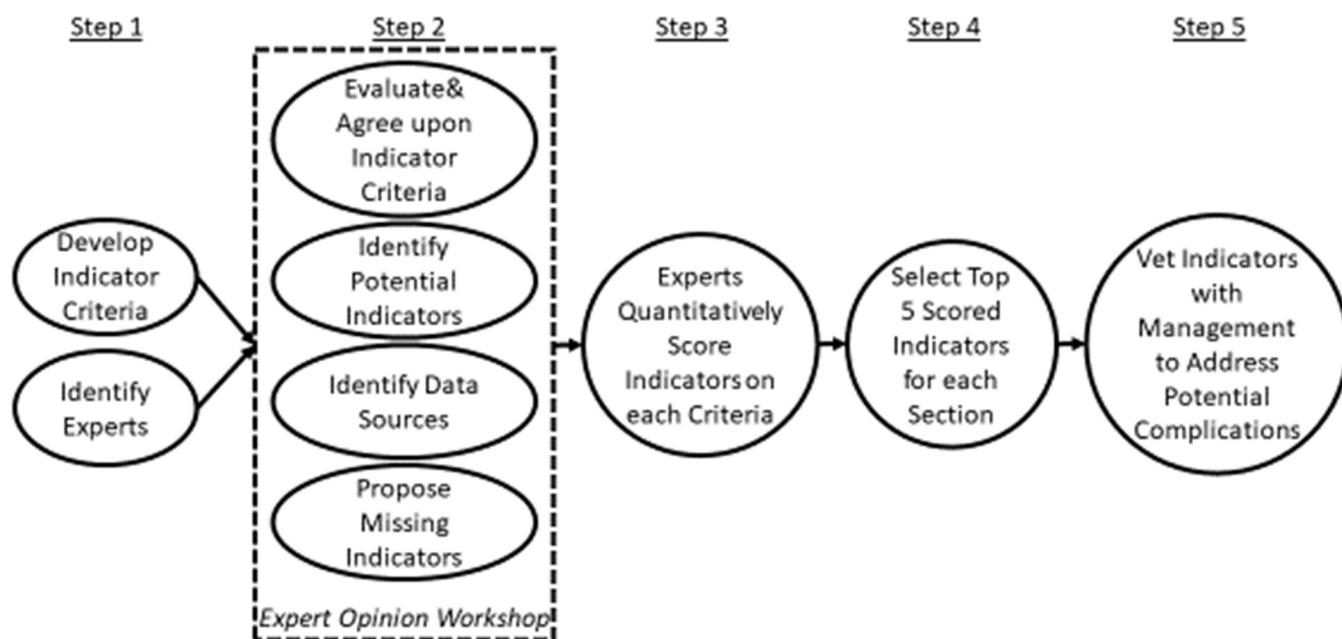 Step 1
Step 2
Step 3
Step 4
Step 5
Develop
Indicator
Criteria
Identify
Experts
Evaluate&
Agree upon
Indicator
Criteria
Identify
Potential
Indicators
Identify Data
Sources
Propose
Missing
Indicators
Expert Opinion Workshop
Experts
Quantitatively
Score
Indicators on
each Criteria
Select Top
5 Scored
Indicators
for each
Section
Vet Indicators
with
Management
to Address
Potential
Complications